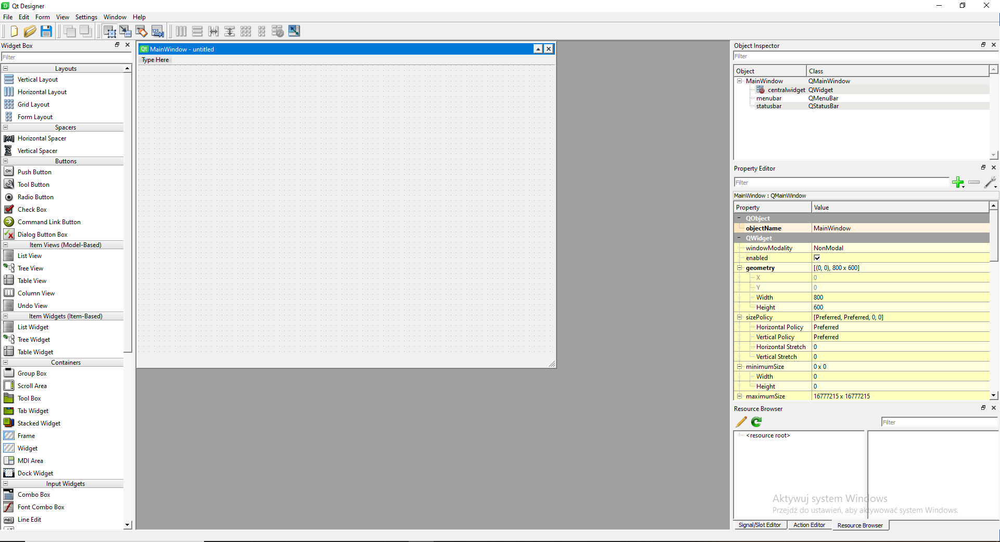 Qt Designer
File Edit Form View Settings Window Help
Widget Box
Filter
Layouts
Vertical Layout
Horizontal Layout
Grid Layout
Form Layout
Spacers
Horizontal Spacer
Vertical Spacer
Buttons
Push Button
Tool Button
Radio Button
Check Box
Command Link Button
Dialog Button Box
Item Views (Model-Based)
List View
Tree View
Table View
Column View
Undo View
Item Widgets (Item-Based)
List Widget
Tree Widget
Table Widget
Containers
Group Box
Scroll Area
Tool Box
Tab Widget
Stacked Widget
Frame
Widget
MDI Area
Dock Widget
Input Widgets
Combo Box
Font Combo Box
Line Edit
MainWindow - untitled
Type Here
Object Inspector
Filter
Object Class
MainWindow QMainWindow
centralwidget QWidget
menubar QMenuBar
statusbar QStatusBar
Property Editor
Filter
MainWindow : QMainWindow
Property Value
QObject
objectName MainWindow
QWidget
windowModality NonModal
enabled
geometry [(0, 0), 800 x 600]
X 0
Y 0
Width 800
Height 600
sizePolicy [Preferred, Preferred, 0, 0]
Horizontal Policy Preferred
Vertical Policy Preferred
Horizontal Stretch 0
Vertical Stretch 0
minimumSize 0 x 0
Width 0
Height 0
maximumSize 16777215 x 16777215
Resource Browser
Filter
<resource root>
Aktywuj system Windows
Przejdź do ustawień, aby aktywować system Windows.
Signal/Slot Editor Action Editor Resource Browser